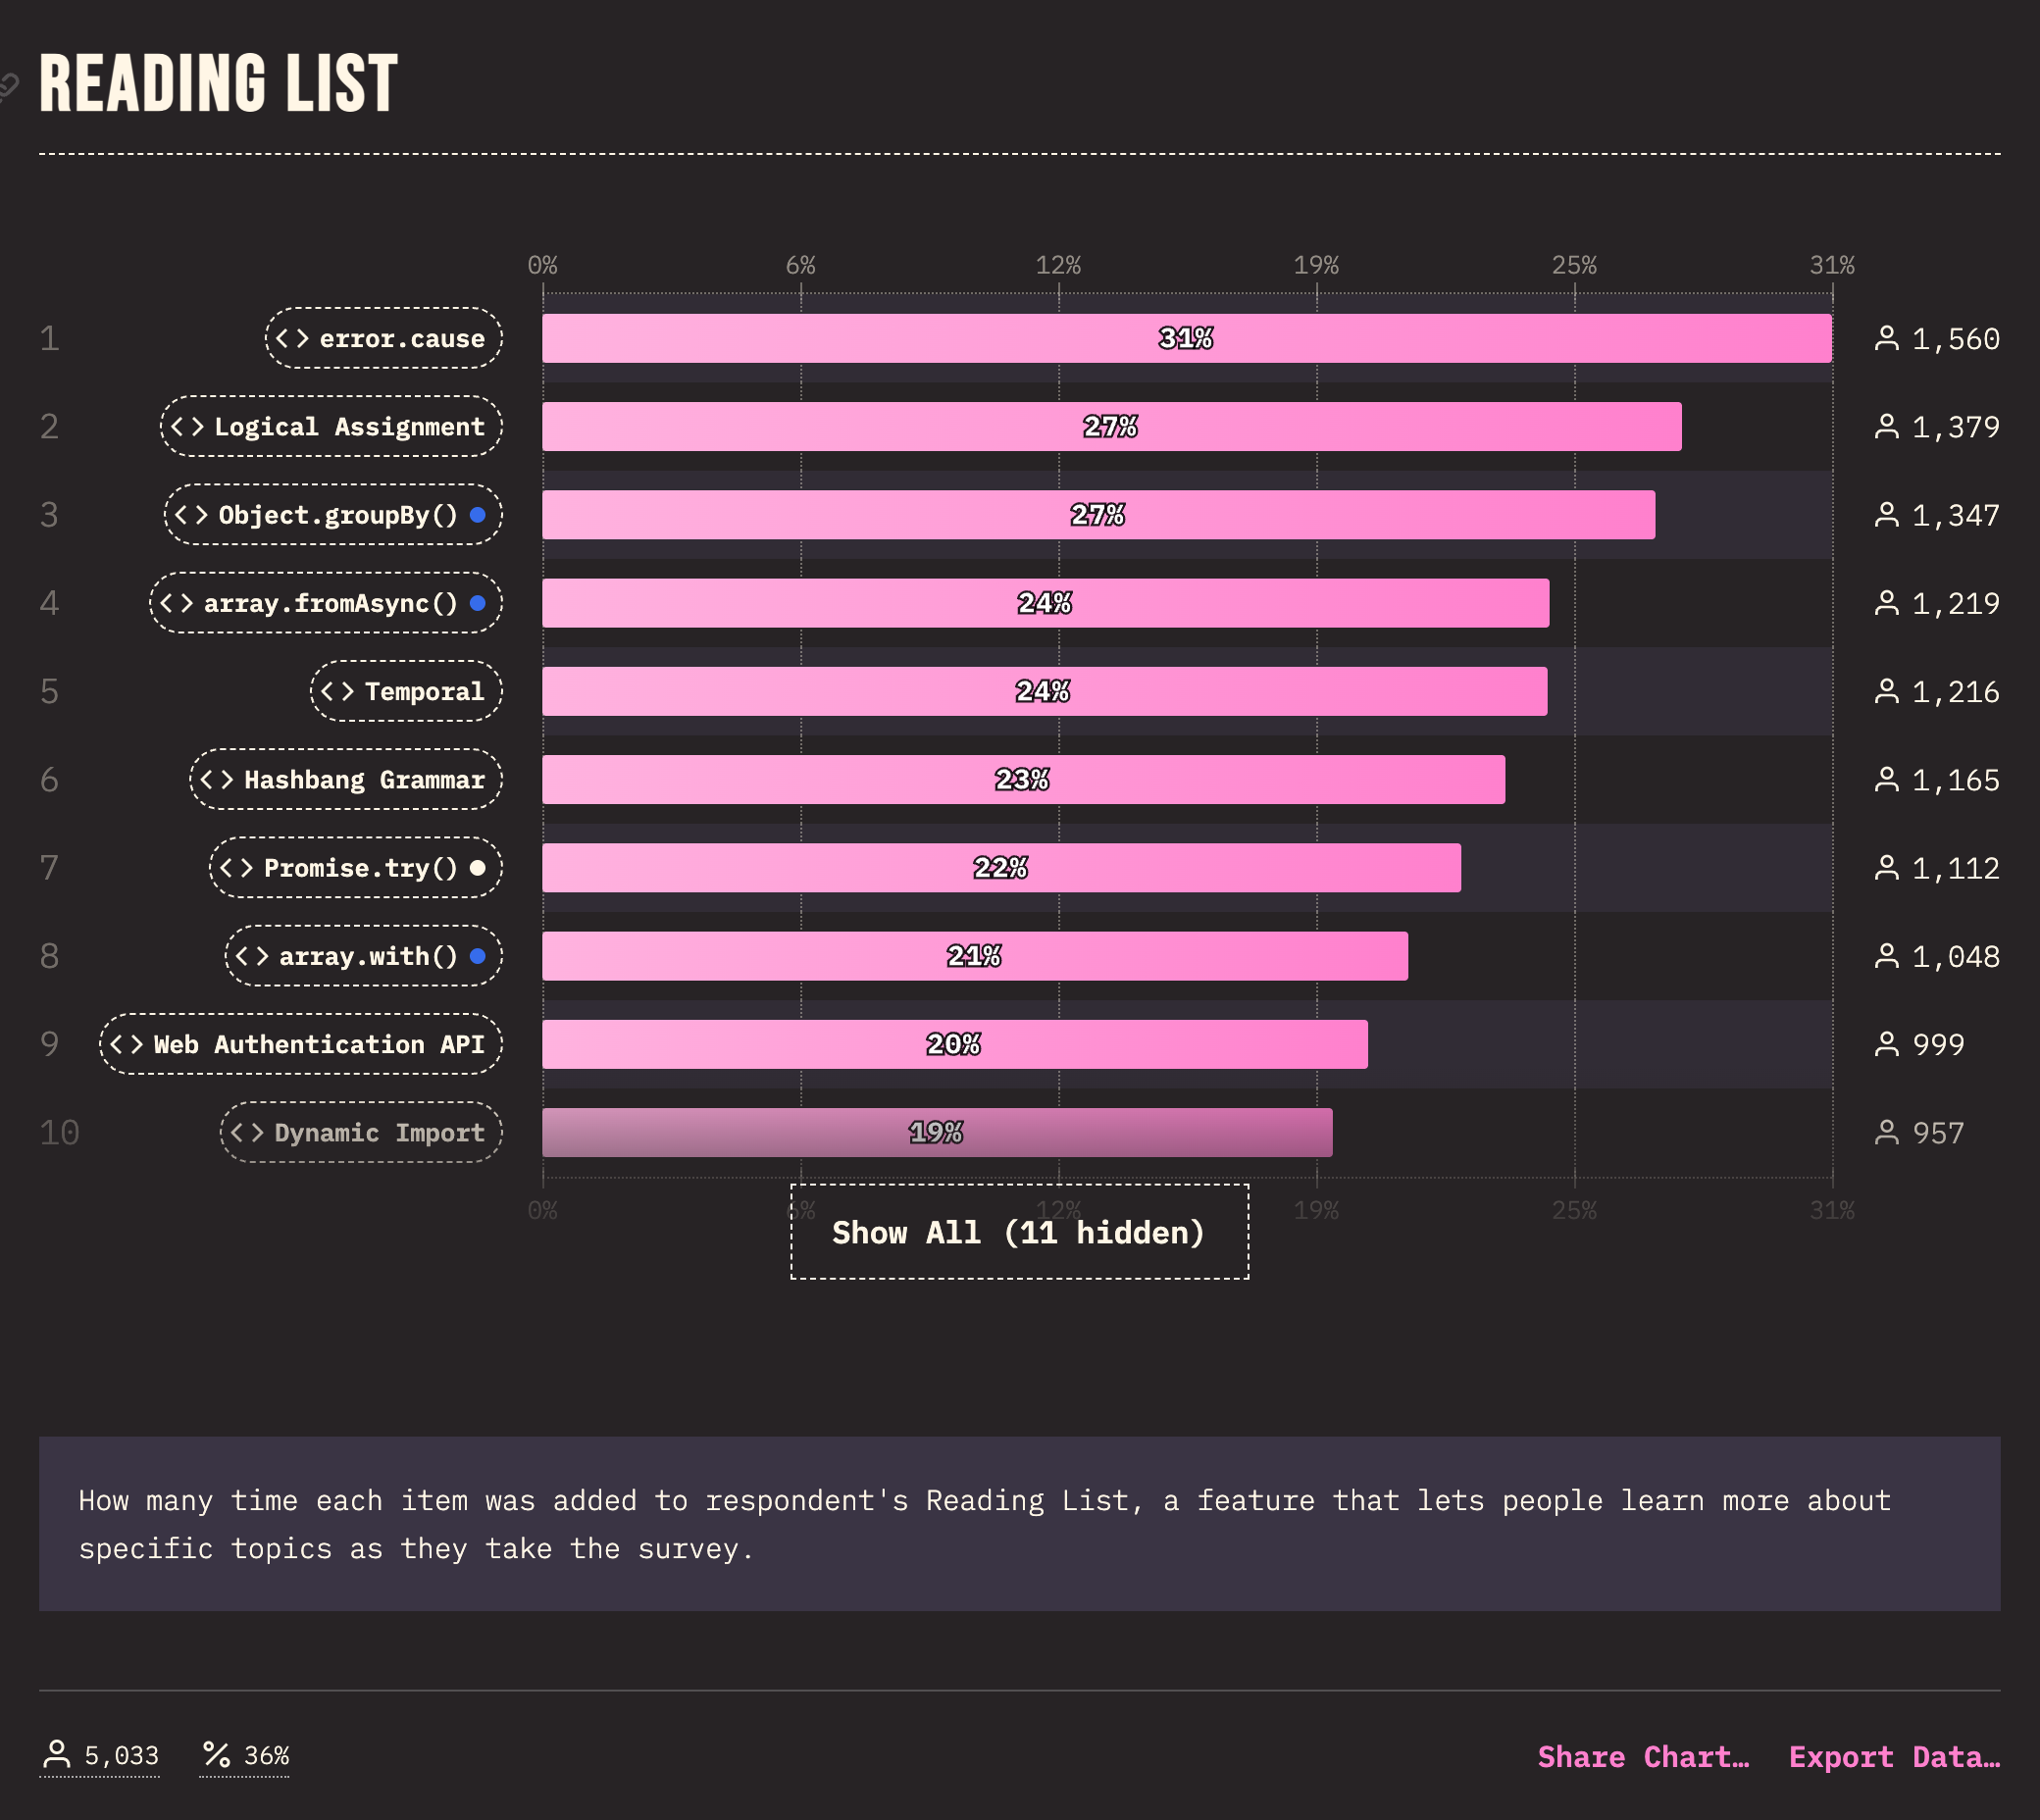 READING LIST
0% 6% 12% 19% 25% 31%
1 <> error.cause 31% 1,560
2 <> Logical Assignment 27% 1,379
3 <> Object.groupBy() 27% 1,347
4 <> array.fromAsync() 24% 1,219
5 <> Temporal 24% 1,216
6 <> Hashbang Grammar 23% 1,165
7 <> Promise.try() 22% 1,112
8 <> array.with() 21% 1,048
9 <> Web Authentication API 20% 999
10 <> Dynamic Import 19% 957
0% 6% 12% 19% 25% 31%
Show All (11 hidden)
How many time each item was added to respondent's Reading List, a feature that lets people learn more about
specific topics as they take the survey.
5,033 % 36% Share Chart… Export Data…